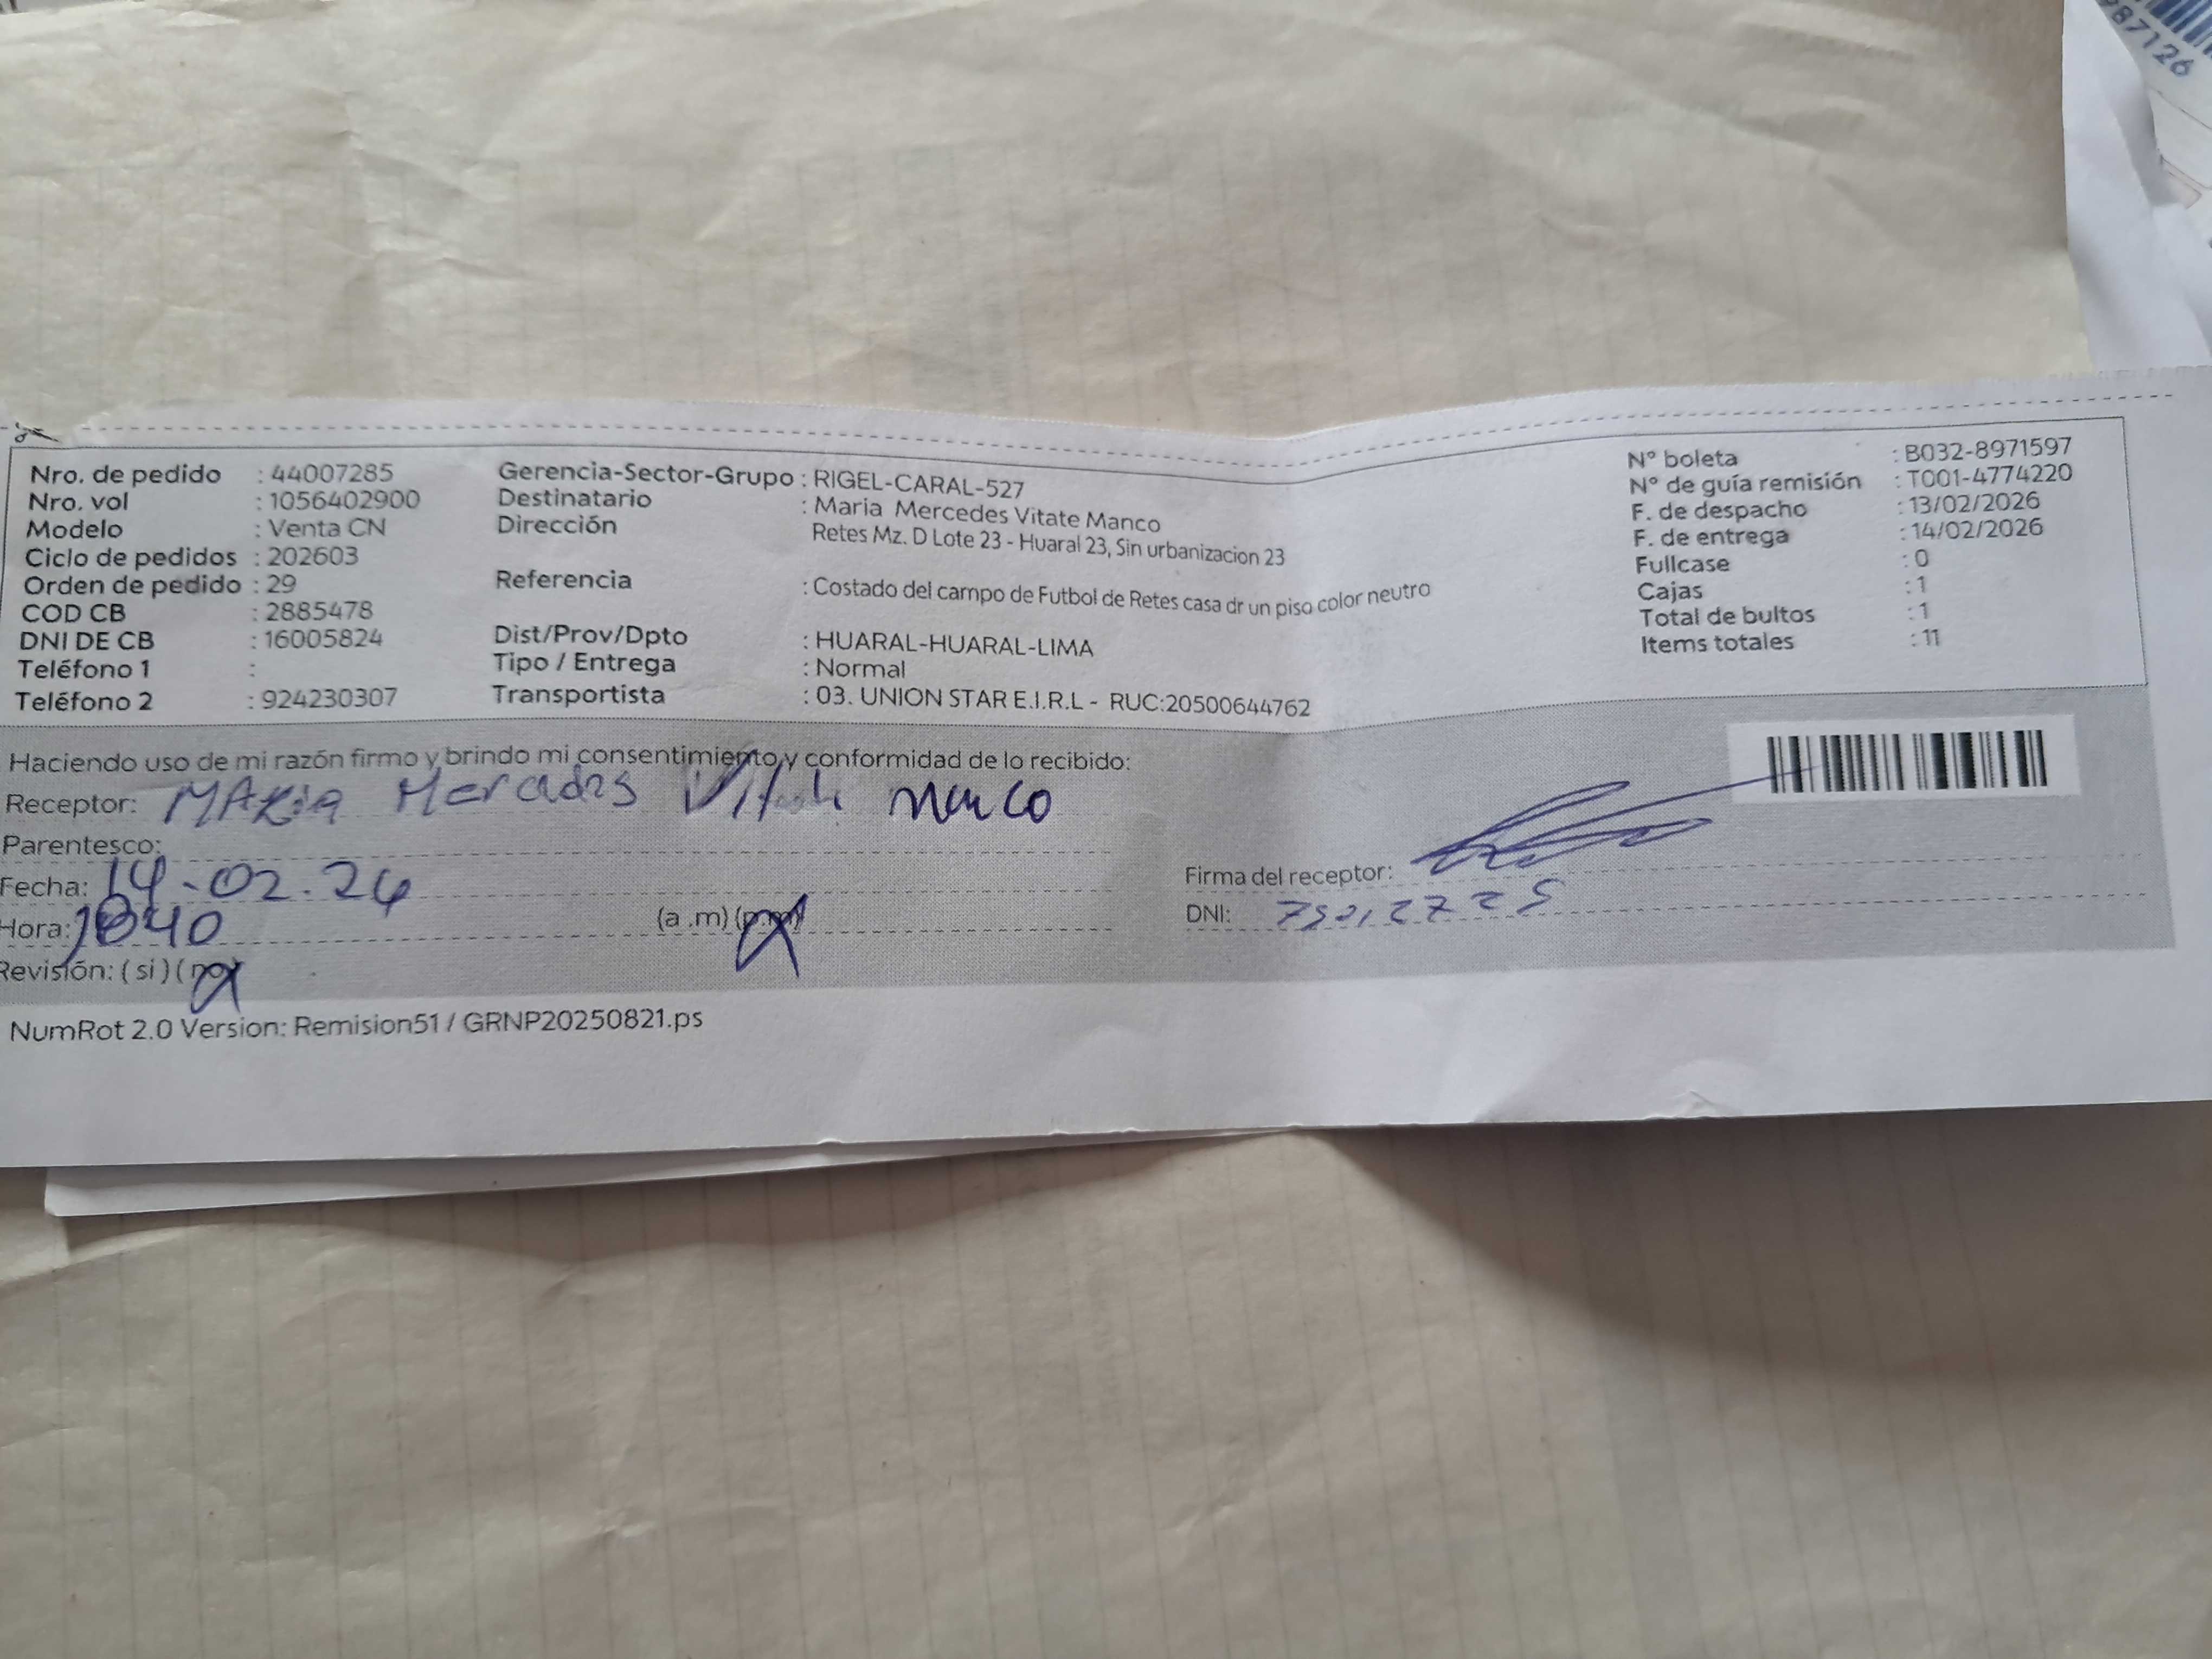 987126
Nro. de pedido : 44007285
Nro. vol : 1056402900
Modelo : Venta CN
Ciclo de pedidos : 202603
Orden de pedido : 29
COD CB : 2885478
DNI DE CB : 16005824
Teléfono 1 :
Teléfono 2 : 924230307
Gerencia-Sector-Grupo : RIGEL-CARAL-527
Destinatario : Maria Mercedes Vitate Manco
Dirección Retes Mz. D Lote 23 - Huaral 23, Sin urbanizacion 23
Referencia : Costado del campo de Futbol de Retes casa dr un piso color neutro
Dist/Prov/Dpto : HUARAL-HUARAL-LIMA
Tipo / Entrega : Normal
Transportista : 03. UNION STAR E.I.R.L - RUC:20500644762
N° boleta : B032-8971597
N° de guía remisión : T001-4774220
F. de despacho : 13/02/2026
F. de entrega : 14/02/2026
Fullcase : 0
Cajas : 1
Total de bultos : 1
Items totales : 11
Haciendo uso de mi razón firmo y brindo mi consentimiento y conformidad de lo recibido:
Receptor: MARiA Mercedes Manco
Parentesco:
Fecha: 14-02.26
Hora:
(a .m) (p.m)
Revisión: ( si ) ( no )
Firma del receptor:
DNI:
NumRot 2.0 Version: Remision51 / GRNP20250821.ps